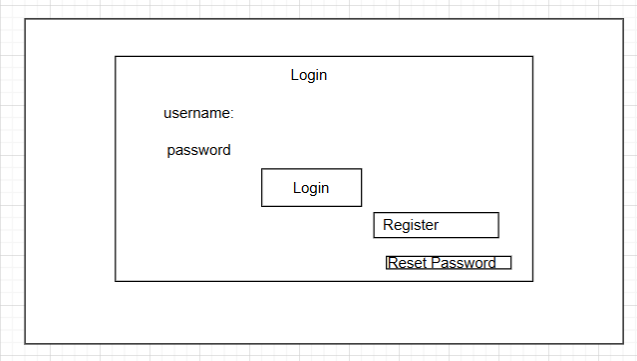 Login
username:
password
Login
Register
Reset Password